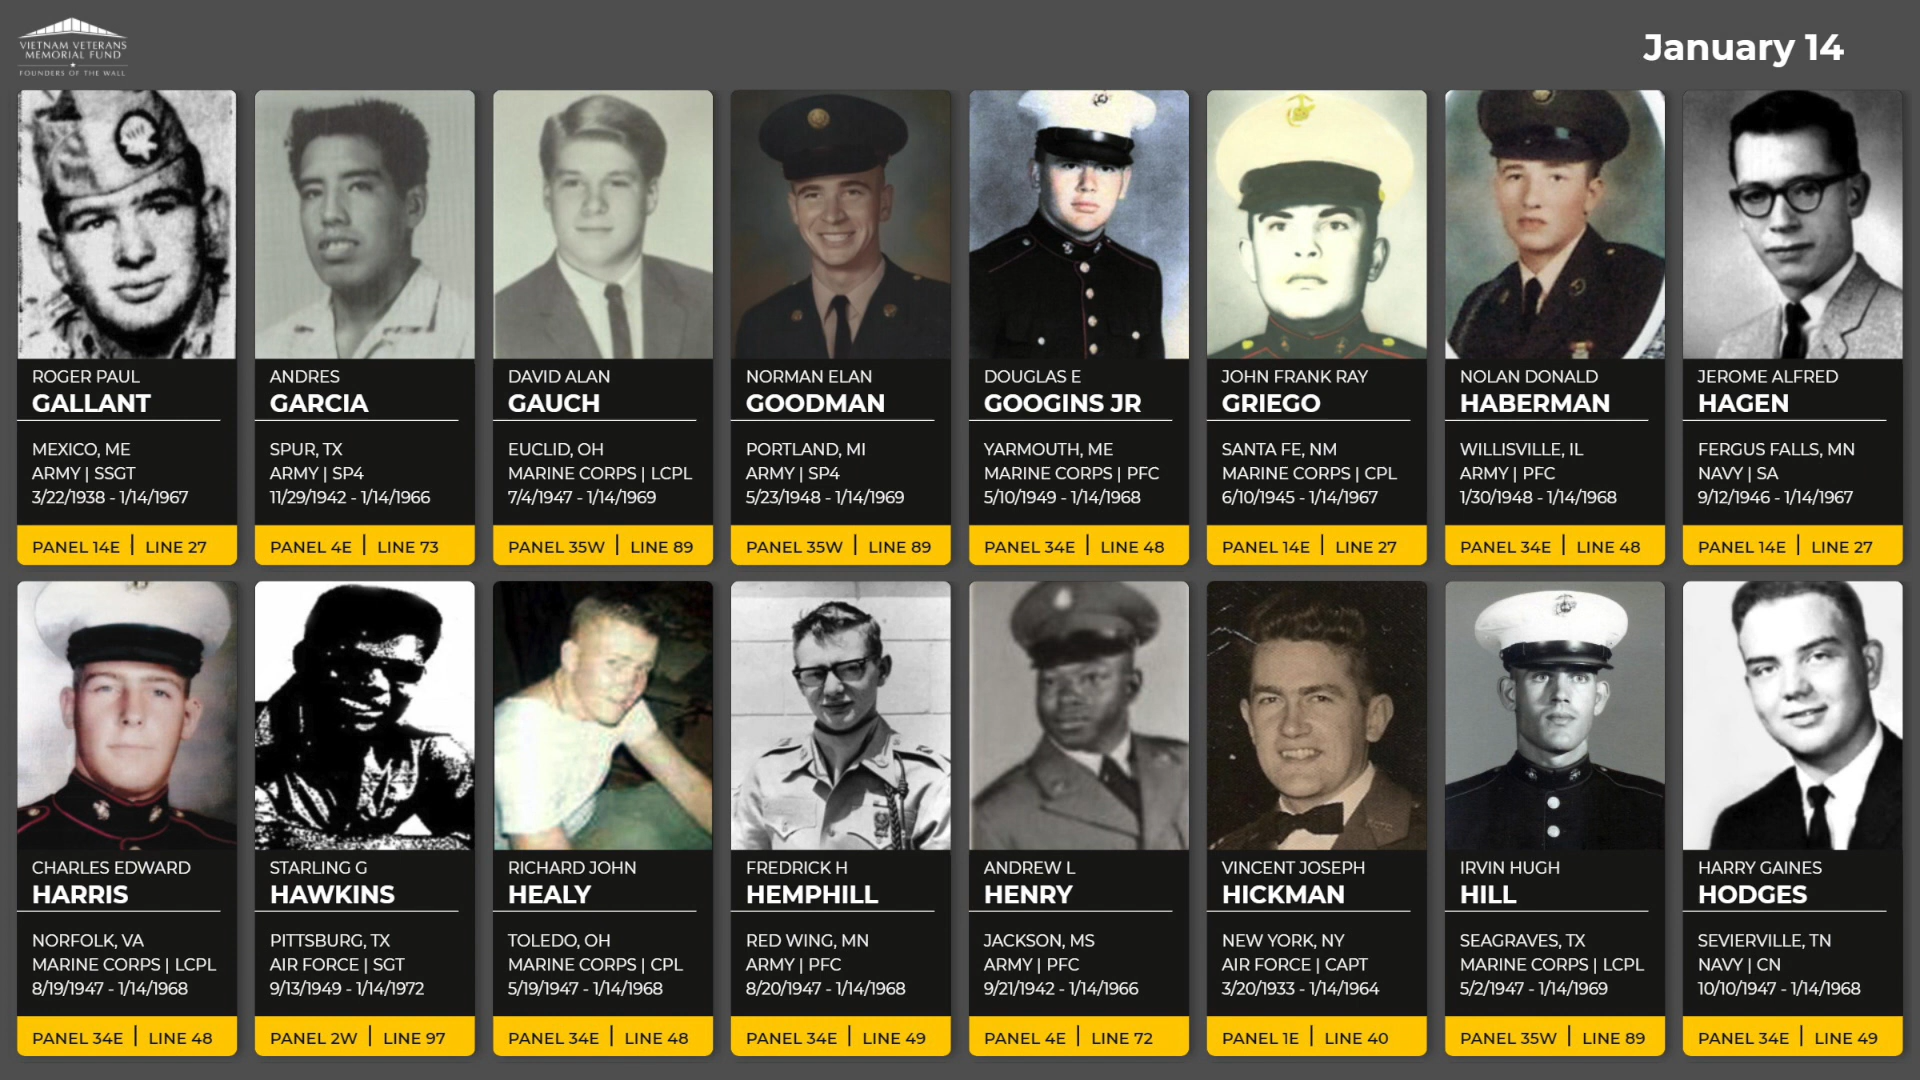 VIETNAM VETERANS
MEMORIAL FUND
FOUNDERS OF THE WALL
January 14
ROGER PAUL
GALLANT
MEXICO, ME
ARMY | SSGT
3/22/1938 - 1/14/1967
PANEL 14E | LINE 27
ANDRES
GARCIA
SPUR, TX
ARMY | SP4
11/29/1942 - 1/14/1966
PANEL 4E | LINE 73
DAVID ALAN
GAUCH
EUCLID, OH
MARINE CORPS | LCPL
7/4/1947 - 1/14/1969
PANEL 35W | LINE 89
NORMAN ELAN
GOODMAN
PORTLAND, MI
ARMY | SP4
5/23/1948 - 1/14/1969
PANEL 35W | LINE 89
DOUGLAS E
GOOGINS JR
YARMOUTH, ME
MARINE CORPS | PFC
5/10/1949 - 1/14/1968
PANEL 34E | LINE 48
JOHN FRANK RAY
GRIEGO
SANTA FE, NM
MARINE CORPS | CPL
6/10/1945 - 1/14/1967
PANEL 14E | LINE 27
NOLAN DONALD
HABERMAN
WILLISVILLE, IL
ARMY | PFC
1/30/1948 - 1/14/1968
PANEL 34E | LINE 48
JEROME ALFRED
HAGEN
FERGUS FALLS, MN
NAVY | SA
9/12/1946 - 1/14/1967
PANEL 14E | LINE 27
CHARLES EDWARD
HARRIS
NORFOLK, VA
MARINE CORPS | LCPL
8/19/1947 - 1/14/1968
PANEL 34E | LINE 48
STARLING G
HAWKINS
PITTSBURG, TX
AIR FORCE | SGT
9/13/1949 - 1/14/1972
PANEL 2W | LINE 97
RICHARD JOHN
HEALY
TOLEDO, OH
MARINE CORPS | CPL
5/19/1947 - 1/14/1968
PANEL 34E | LINE 48
FREDRICK H
HEMPHILL
RED WING, MN
ARMY | PFC
8/20/1947 - 1/14/1968
PANEL 34E | LINE 49
ANDREW L
HENRY
JACKSON, MS
ARMY | PFC
9/21/1942 - 1/14/1966
PANEL 4E | LINE 72
VINCENT JOSEPH
HICKMAN
NEW YORK, NY
AIR FORCE | CAPT
3/20/1933 - 1/14/1964
PANEL 1E | LINE 40
IRVIN HUGH
HILL
SEAGRAVES, TX
MARINE CORPS | LCPL
5/2/1947 - 1/14/1969
PANEL 35W | LINE 89
HARRY GAINES
HODGES
SEVIERVILLE, TN
NAVY | CN
10/10/1947 - 1/14/1968
PANEL 34E | LINE 49